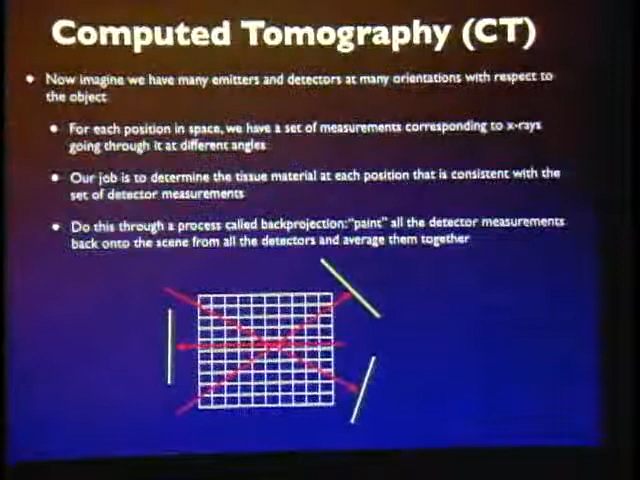 Computed Tomography (CT)
• Now imagine we have many emitters and detectors at many orientations with respect to
the object
• For each position in space, we have a set of measurements corresponding to x-rays
going through it at different angles
• Our job is to determine the tissue material at each position that is consistent with the
set of detector measurements
• Do this through a process called backprojection: "paint" all the detector measurements
back onto the scene from all the detectors and average them together